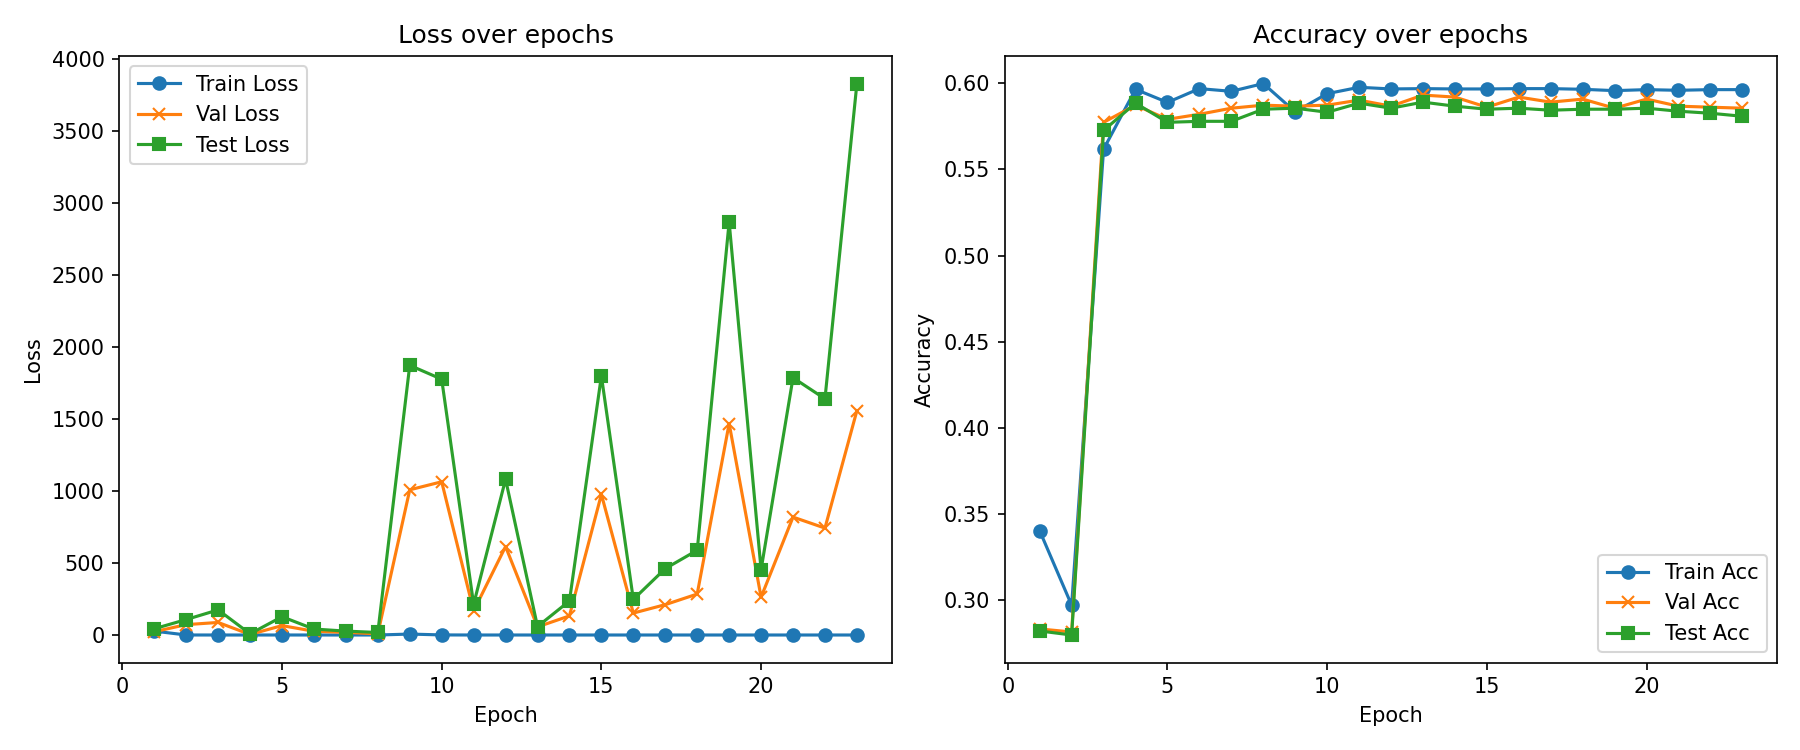 Loss over epochs
4000
3500
3000
2500
2000
1500
1000
500
0
Loss
Train Loss
Val Loss
Test Loss
0
5
10
15
20
Epoch
Accuracy over epochs
0.60
0.55
0.50
0.45
0.40
0.35
0.30
Accuracy
Train Acc
Val Acc
Test Acc
0
5
10
15
20
Epoch